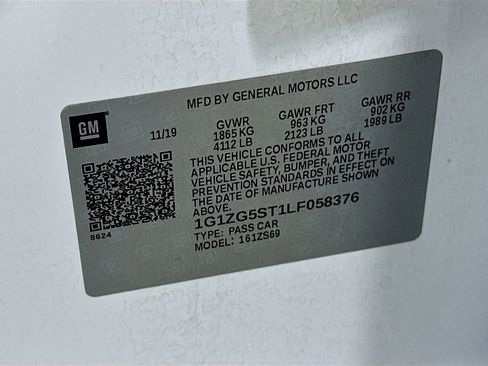 MFD BY GENERAL MOTORS LLC
GM
11/19
GVWR GAWR FRT GAWR RR
1865 KG 963 KG 902 KG
4112 LB 2123 LB 1989 LB
THIS VEHICLE CONFORMS TO ALL
APPLICABLE U.S. FEDERAL MOTOR
VEHICLE SAFETY, BUMPER, AND THEFT
PREVENTION STANDARDS IN EFFECT ON
THE DATE OF MANUFACTURE SHOWN
ABOVE.
1G1ZG5ST1LF058376
TYPE: PASS CAR
MODEL: 161ZS69
8624